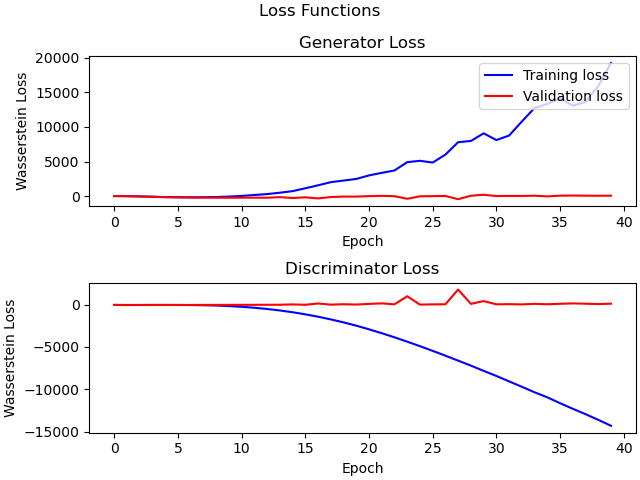 Loss Functions
Generator Loss
Wasserstein Loss
20000
15000
10000
5000
0
Training loss
Validation loss
0 5 10 15 20 25 30 35 40
Epoch
Discriminator Loss
Wasserstein Loss
0
−5000
−10000
−15000
0 5 10 15 20 25 30 35 40
Epoch